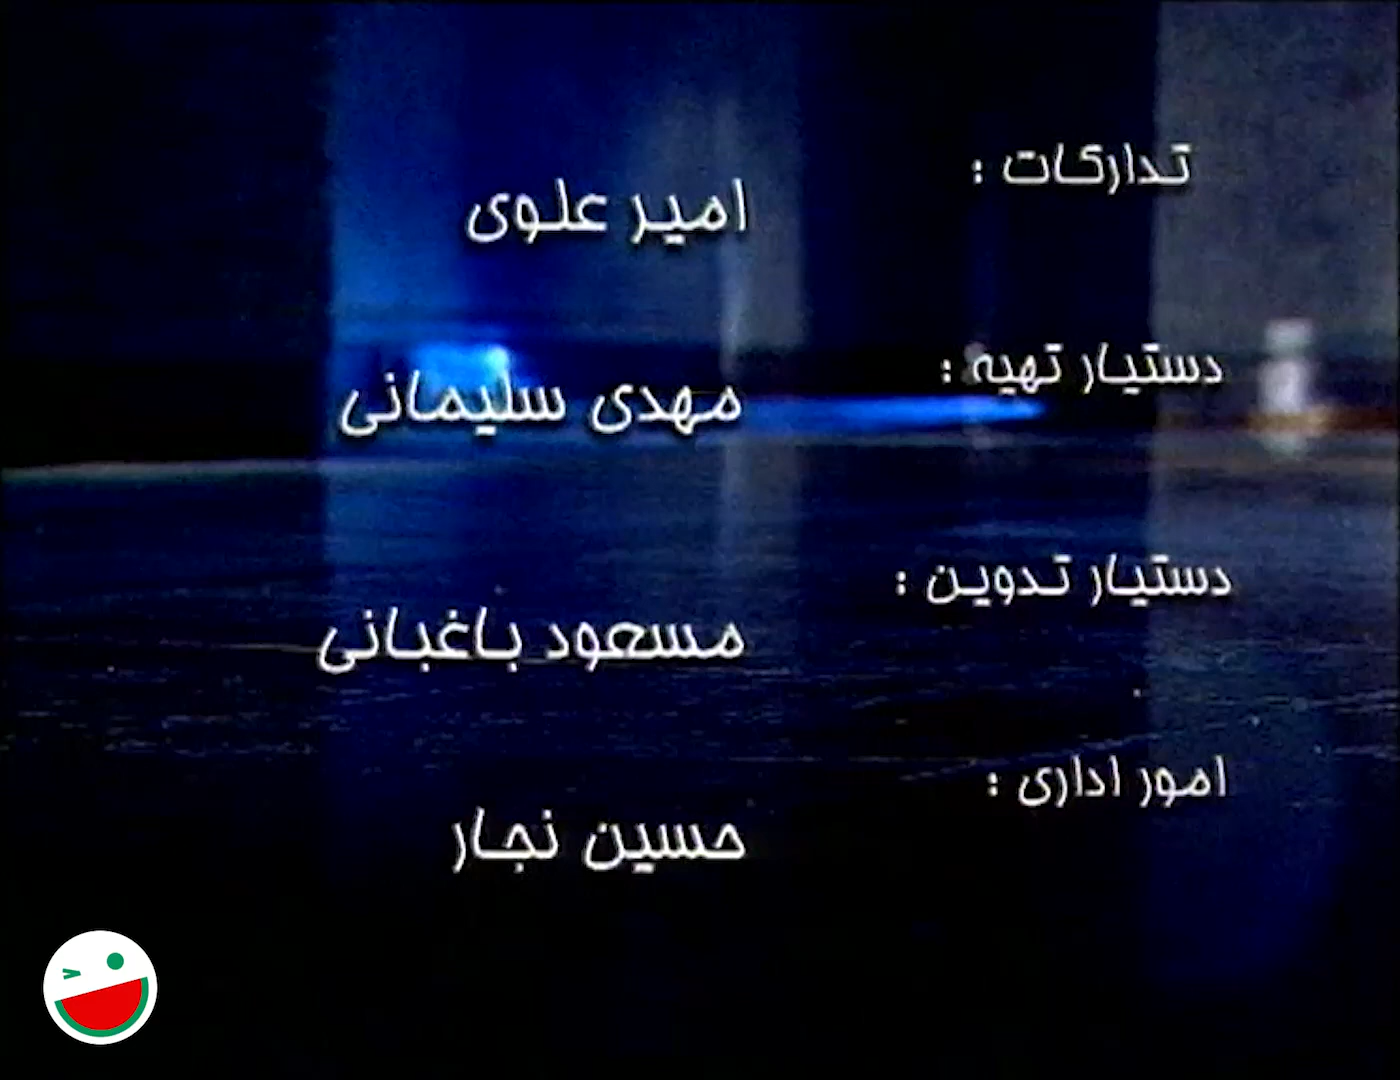 تدارکات :
امیر علوی
دستیار تهیه :
مهدی سلیمانی
دستیار تدوین :
مسعود باغبانی
امور اداری :
حسین نجار